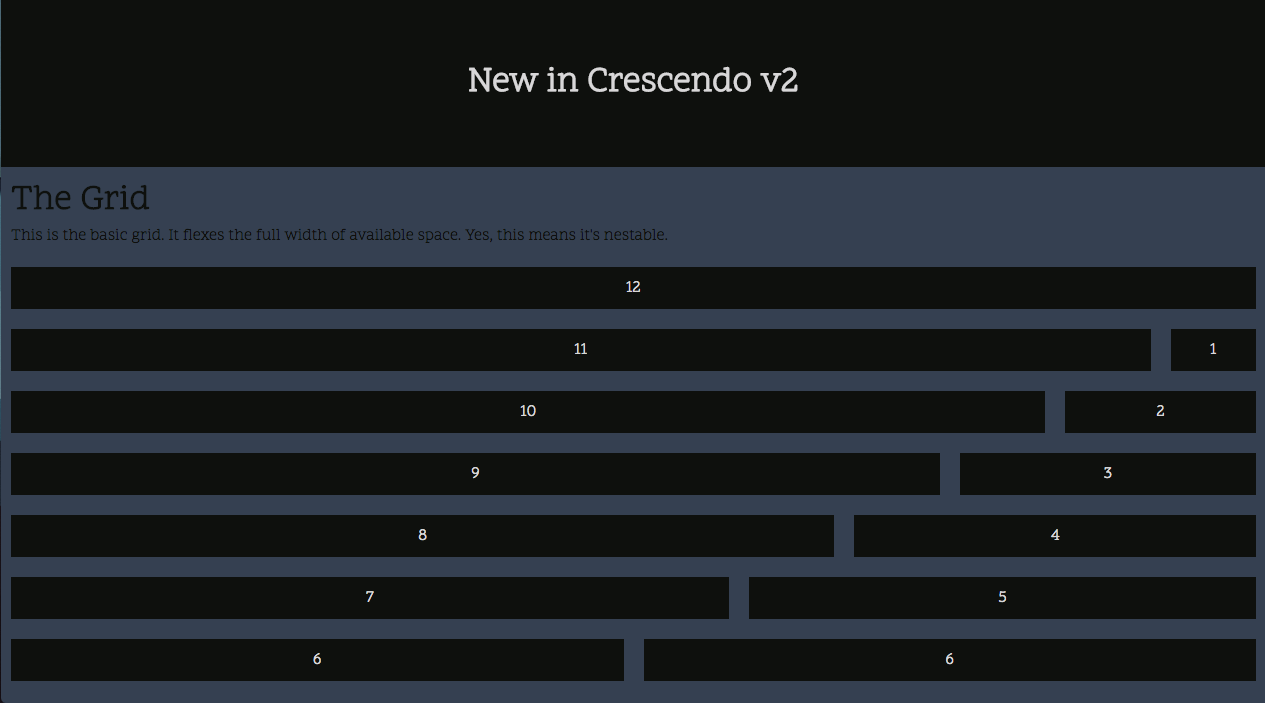 New in Crescendo v2
The Grid
This is the basic grid. It flexes the full width of available space. Yes, this means it's nestable.
12
11 1
10 2
9 3
8 4
7 5
6 6